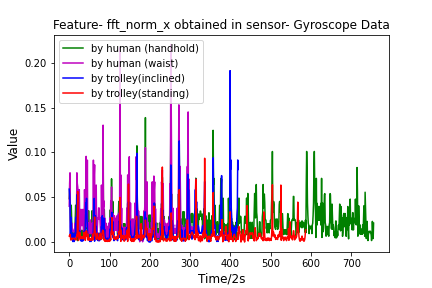 Feature- fft_norm_x obtained in sensor- Gyroscope Data
by human (handhold)
by human (waist)
by trolley(inclined)
by trolley(standing)
Value
0.20
0.15
0.10
0.05
0.00
0 100 200 300 400 500 600 700
Time/2s